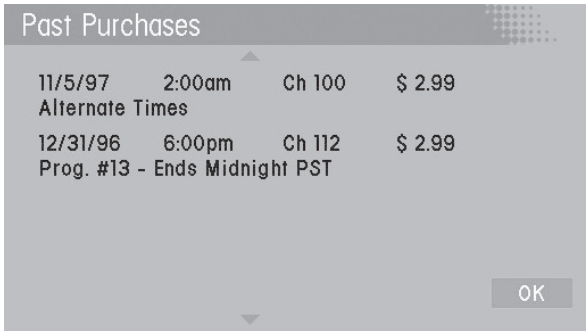 Past Purchases
11/5/97 2:00am Ch 100 $ 2.99
Alternate Times
12/31/96 6:00pm Ch 112 $ 2.99
Prog. #13 - Ends Midnight PST
OK